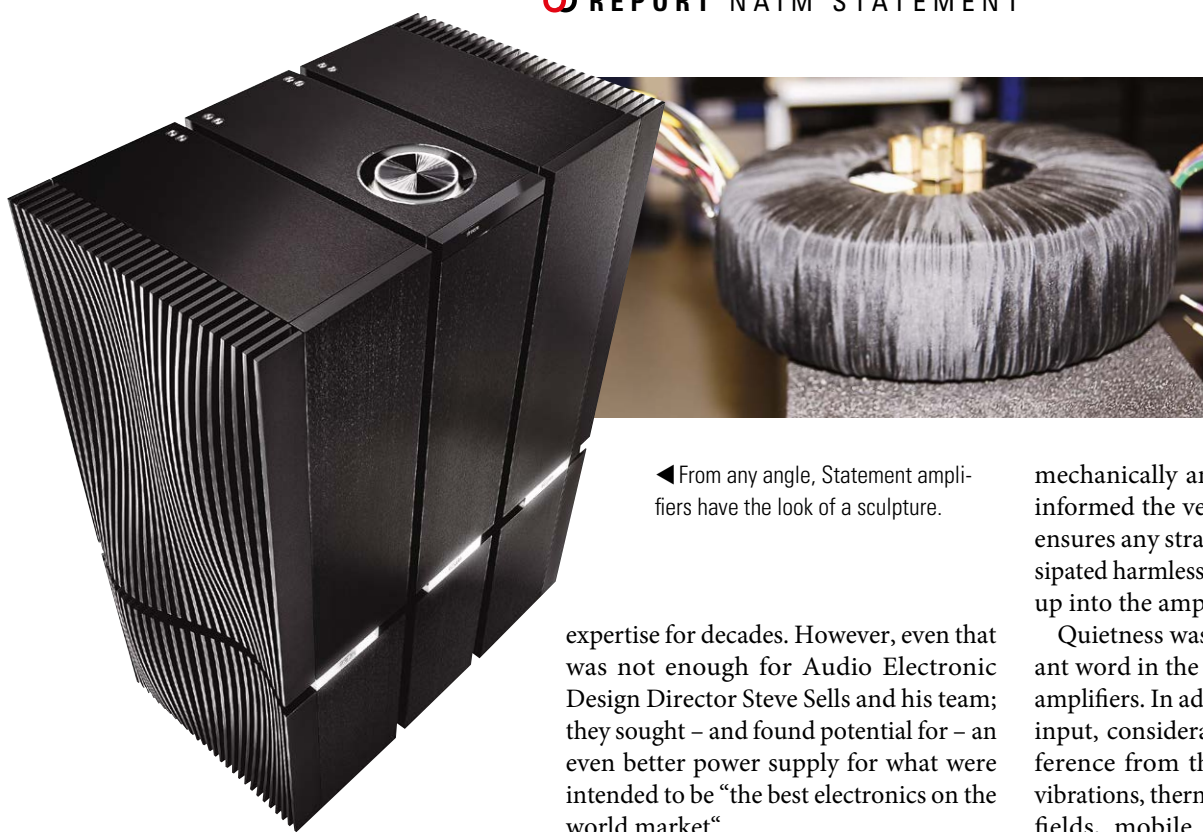 REPORT NAIM STATEMENT
◀ From any angle, Statement ampli-
fiers have the look of a sculpture.
expertise for decades. However, even that
was not enough for Audio Electronic
Design Director Steve Sells and his team;
they sought – and found potential for – an
even better power supply for what were
intended to be “the best electronics on the
world market“
mechanically an
informed the ve
ensures any stra
sipated harmless
up into the amp
Quietness was
ant word in the
amplifiers. In ad
input, considera
ference from th
vibrations, therm
fields, mobile